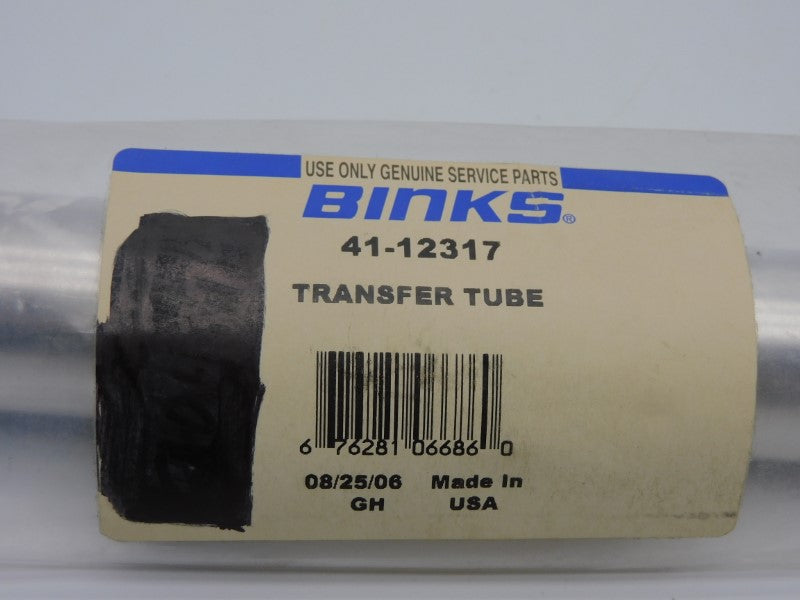 USE ONLY GENUINE SERVICE PARTS
BINKS®
41-12317
TRANSFER TUBE
6 76281 06686 0
08/25/06 Made In
GH USA